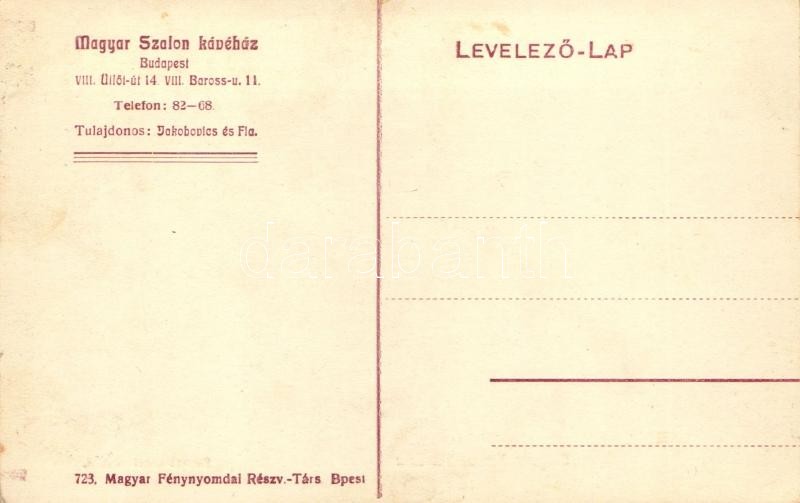 Magyar Szalon kávéház
Budapest
VIII. Üllői-út 14. VIII. Baross-u. 11.
Telefon: 82—68.
Tulajdonos: Jakobovics és Fia.
LEVELEZŐ-LAP
darabanth
723. Magyar Fénynyomdai Részv.-Társ. Bpest